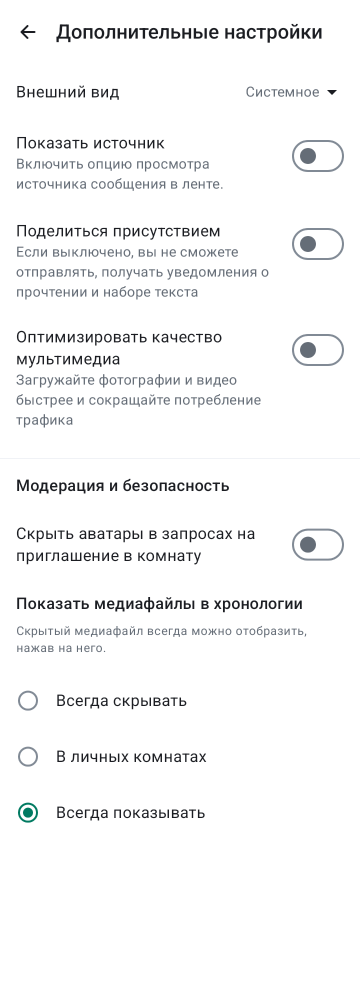 Дополнительные настройки
Внешний вид
Системное
Показать источник
Включить опцию просмотра
источника сообщения в ленте.
Поделиться присутствием
Если выключено, вы не сможете
отправлять, получать уведомления о
прочтении и наборе текста
Оптимизировать качество
мультимедиа
Загружайте фотографии и видео
быстрее и сокращайте потребление
трафика
Модерация и безопасность
Скрыть аватары в запросах на
приглашение в комнату
Показать медиафайлы в хронологии
Скрытый медиафайл всегда можно отобразить,
нажав на него.
Всегда скрывать
В личных комнатах
Всегда показывать